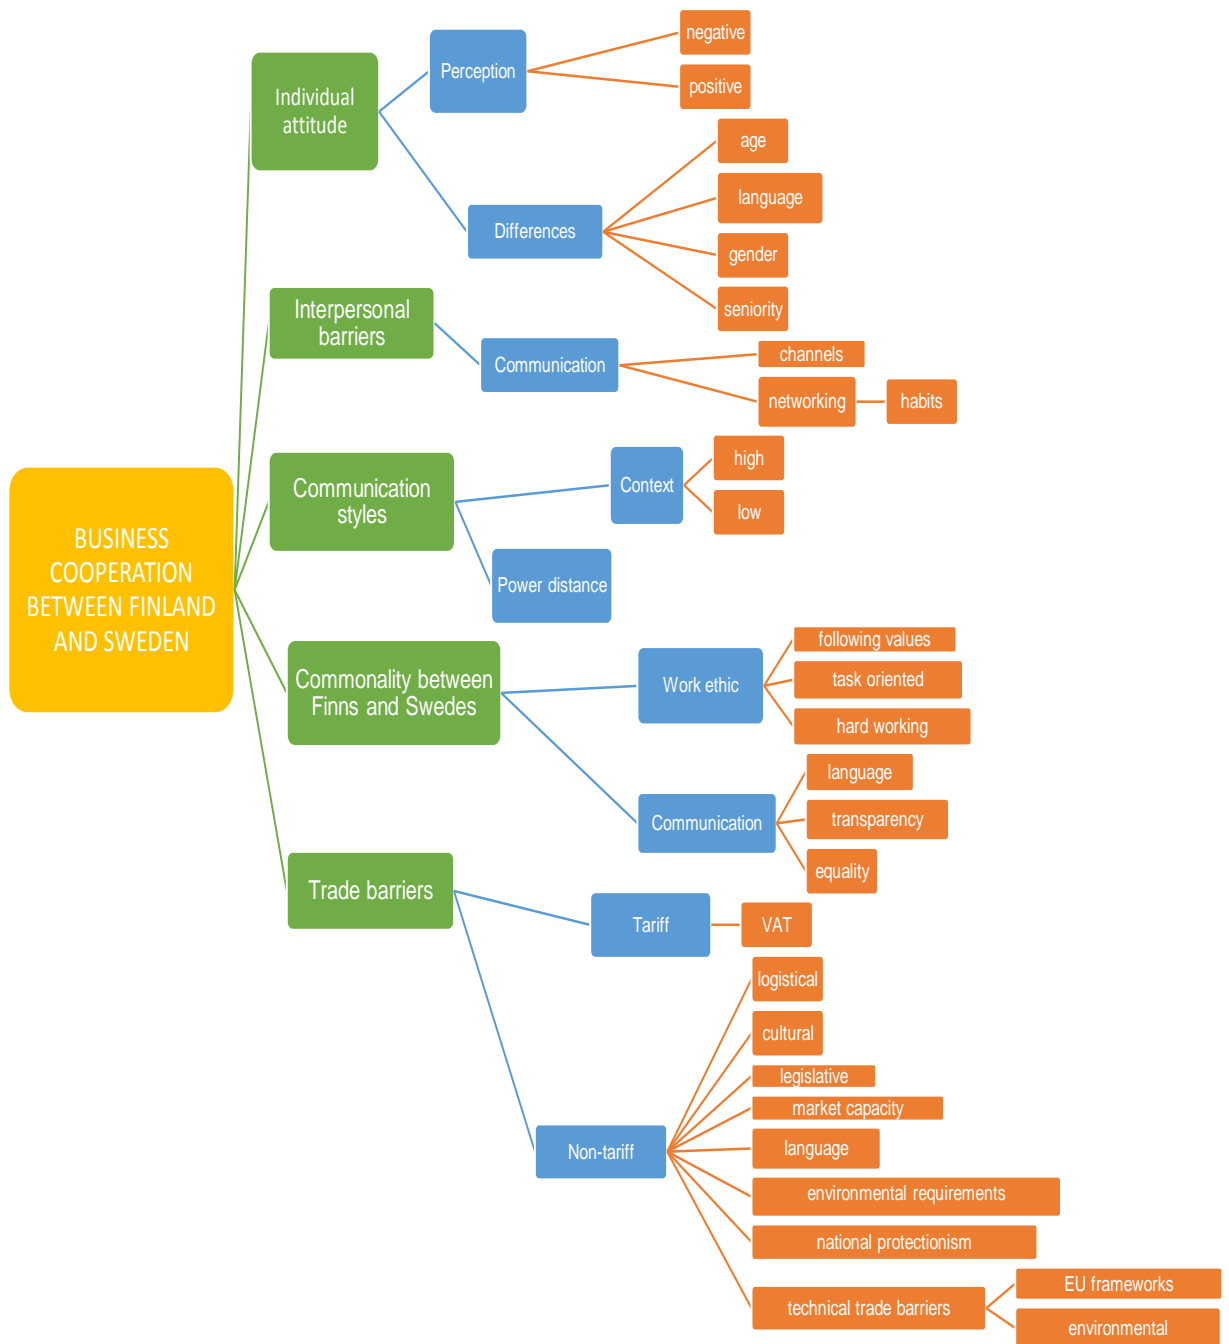 BUSINESS
COOPERATION
BETWEEN FINLAND
AND SWEDEN
Individual
attitude
Perception
negative
positive
Differences
age
language
gender
seniority
Interpersonal
barriers
Communication
channels
networking
habits
Communication
styles
Context
high
low
Power distance
Commonality between
Finns and Swedes
Work ethic
following values
task oriented
hard working
Communication
language
transparency
equality
Trade barriers
Tariff
VAT
Non-tariff
logistical
cultural
legislative
market capacity
language
environmental requirements
national protectionism
technical trade barriers
EU frameworks
environmental